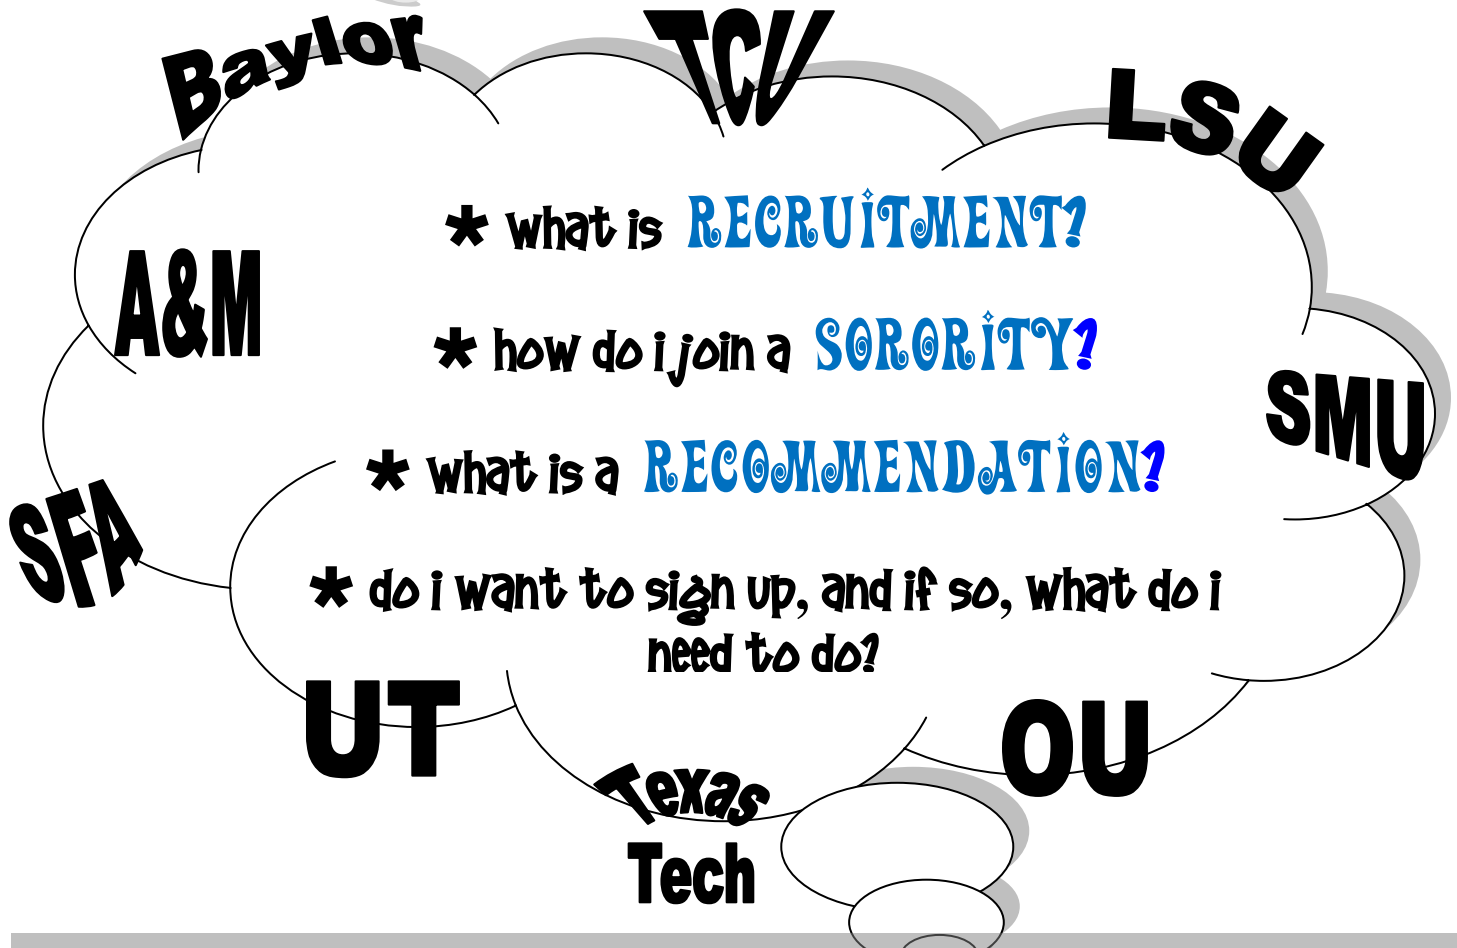 Baylor
TCU
LSU
* what is RECRUITMENT?
A&M
* how do i join a SORORITY?
SMU
* what is a RECOMMENDATION?
SFA
* do i want to sign up, and if so, what do i
need to do?
UT
OU
Texas
Tech